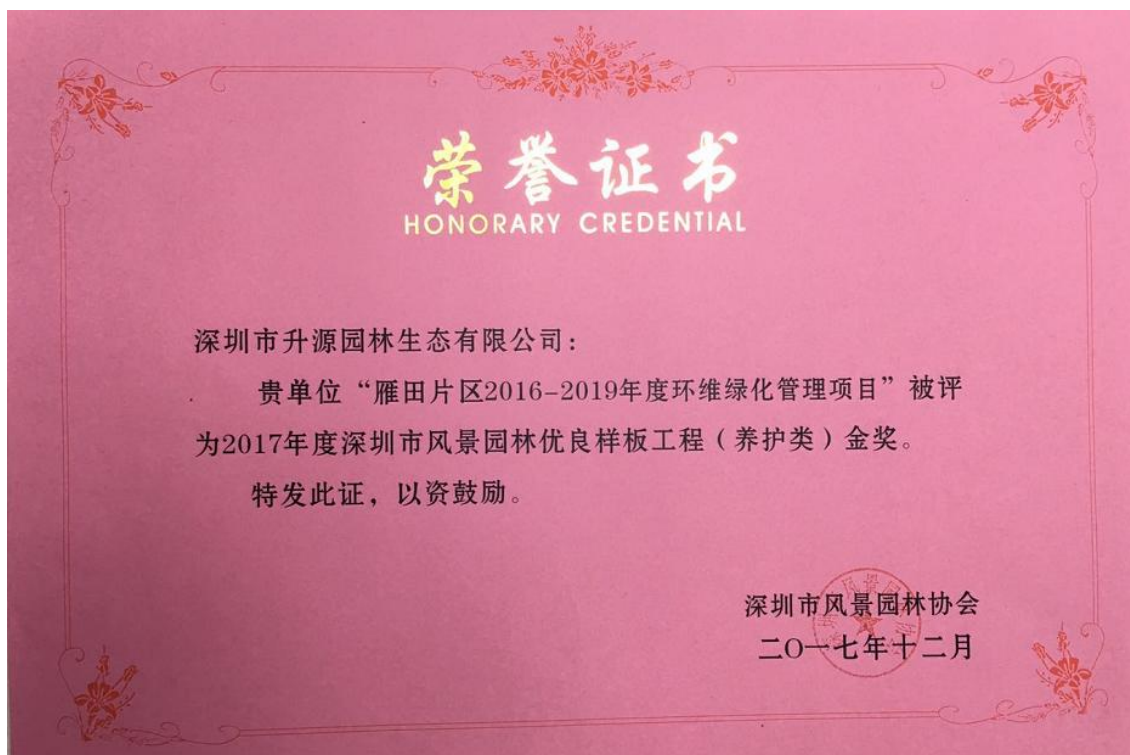 荣誉证书
HONORARY CREDENTIAL
深圳市升源园林生态有限公司：
贵单位“雁田片区2016-2019年度环维绿化管理项目”被评
为2017年度深圳市风景园林优良样板工程（养护类）金奖。
特发此证，以资鼓励。
深圳市风景园林协会
二〇一七年十二月